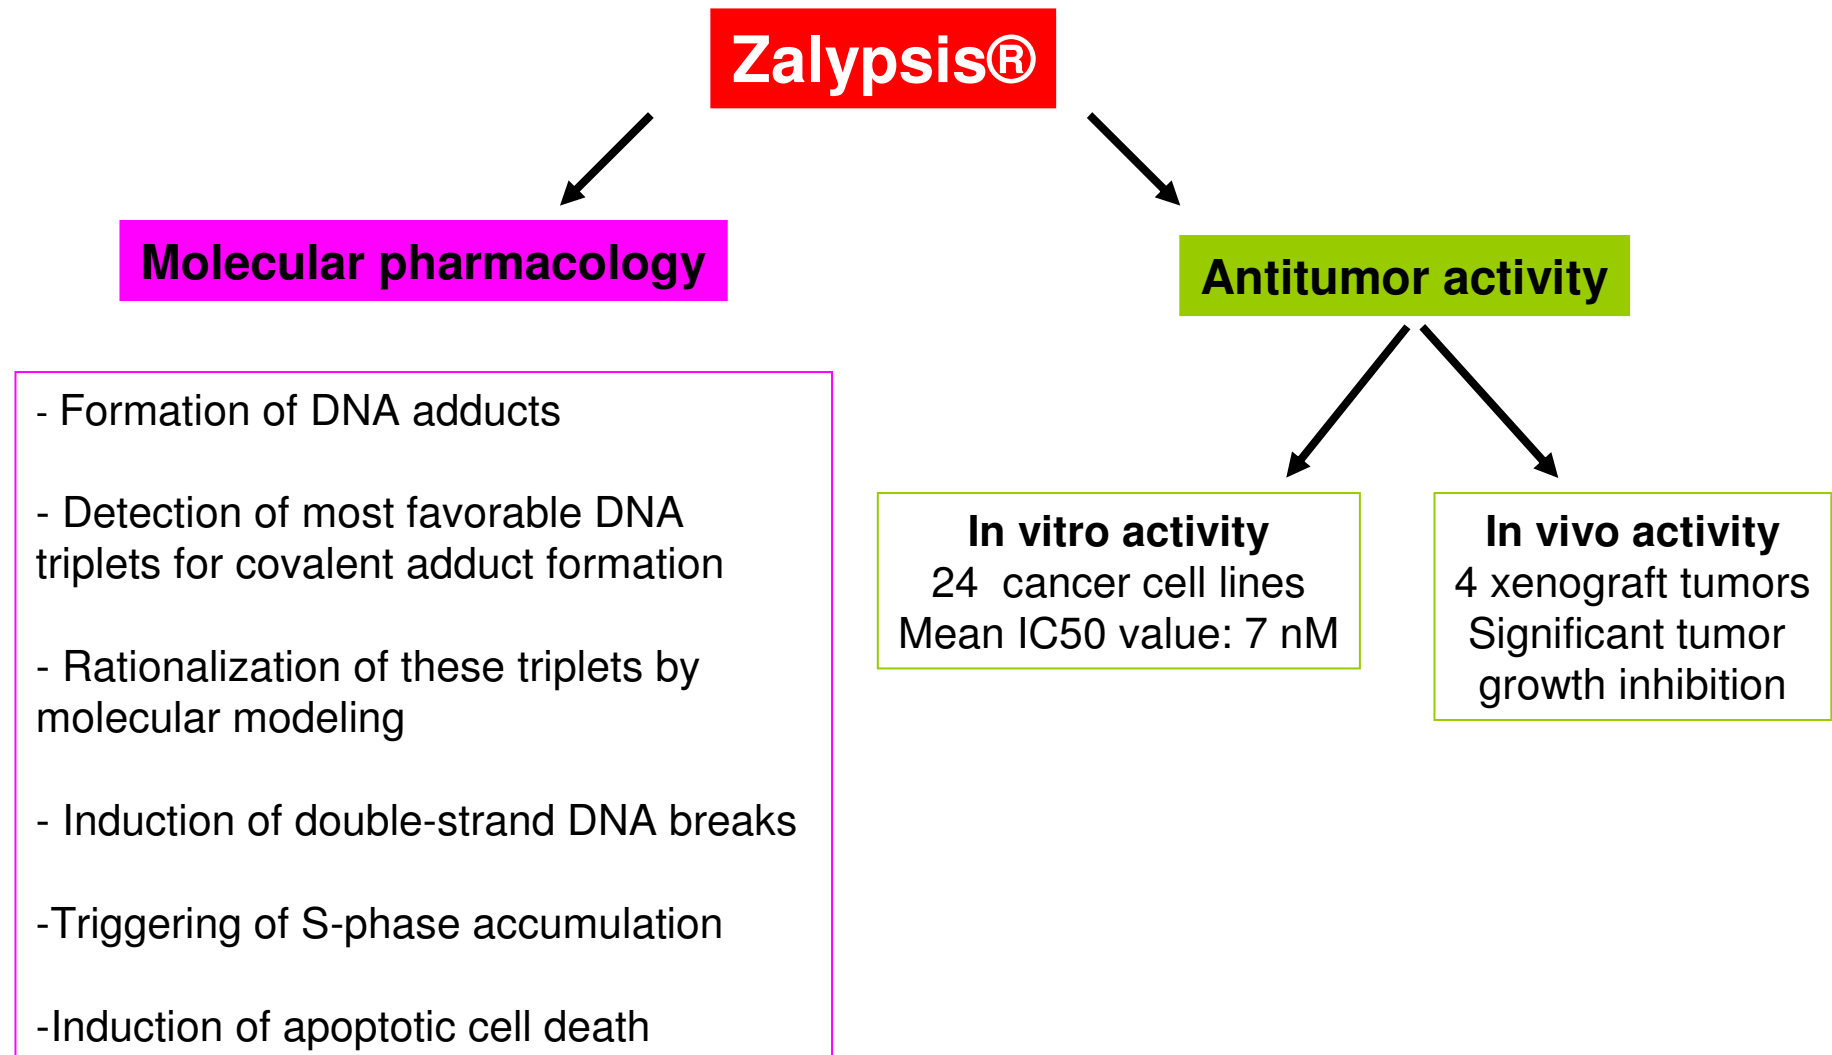 Zalypsis®
Molecular pharmacology
- Formation of DNA adducts
- Detection of most favorable DNA
triplets for covalent adduct formation
- Rationalization of these triplets by
molecular modeling
- Induction of double-strand DNA breaks
-Triggering of S-phase accumulation
-Induction of apoptotic cell death
Antitumor activity
In vitro activity
24  cancer cell lines
Mean IC50 value: 7 nM
In vivo activity
4 xenograft tumors
Significant tumor
growth inhibition